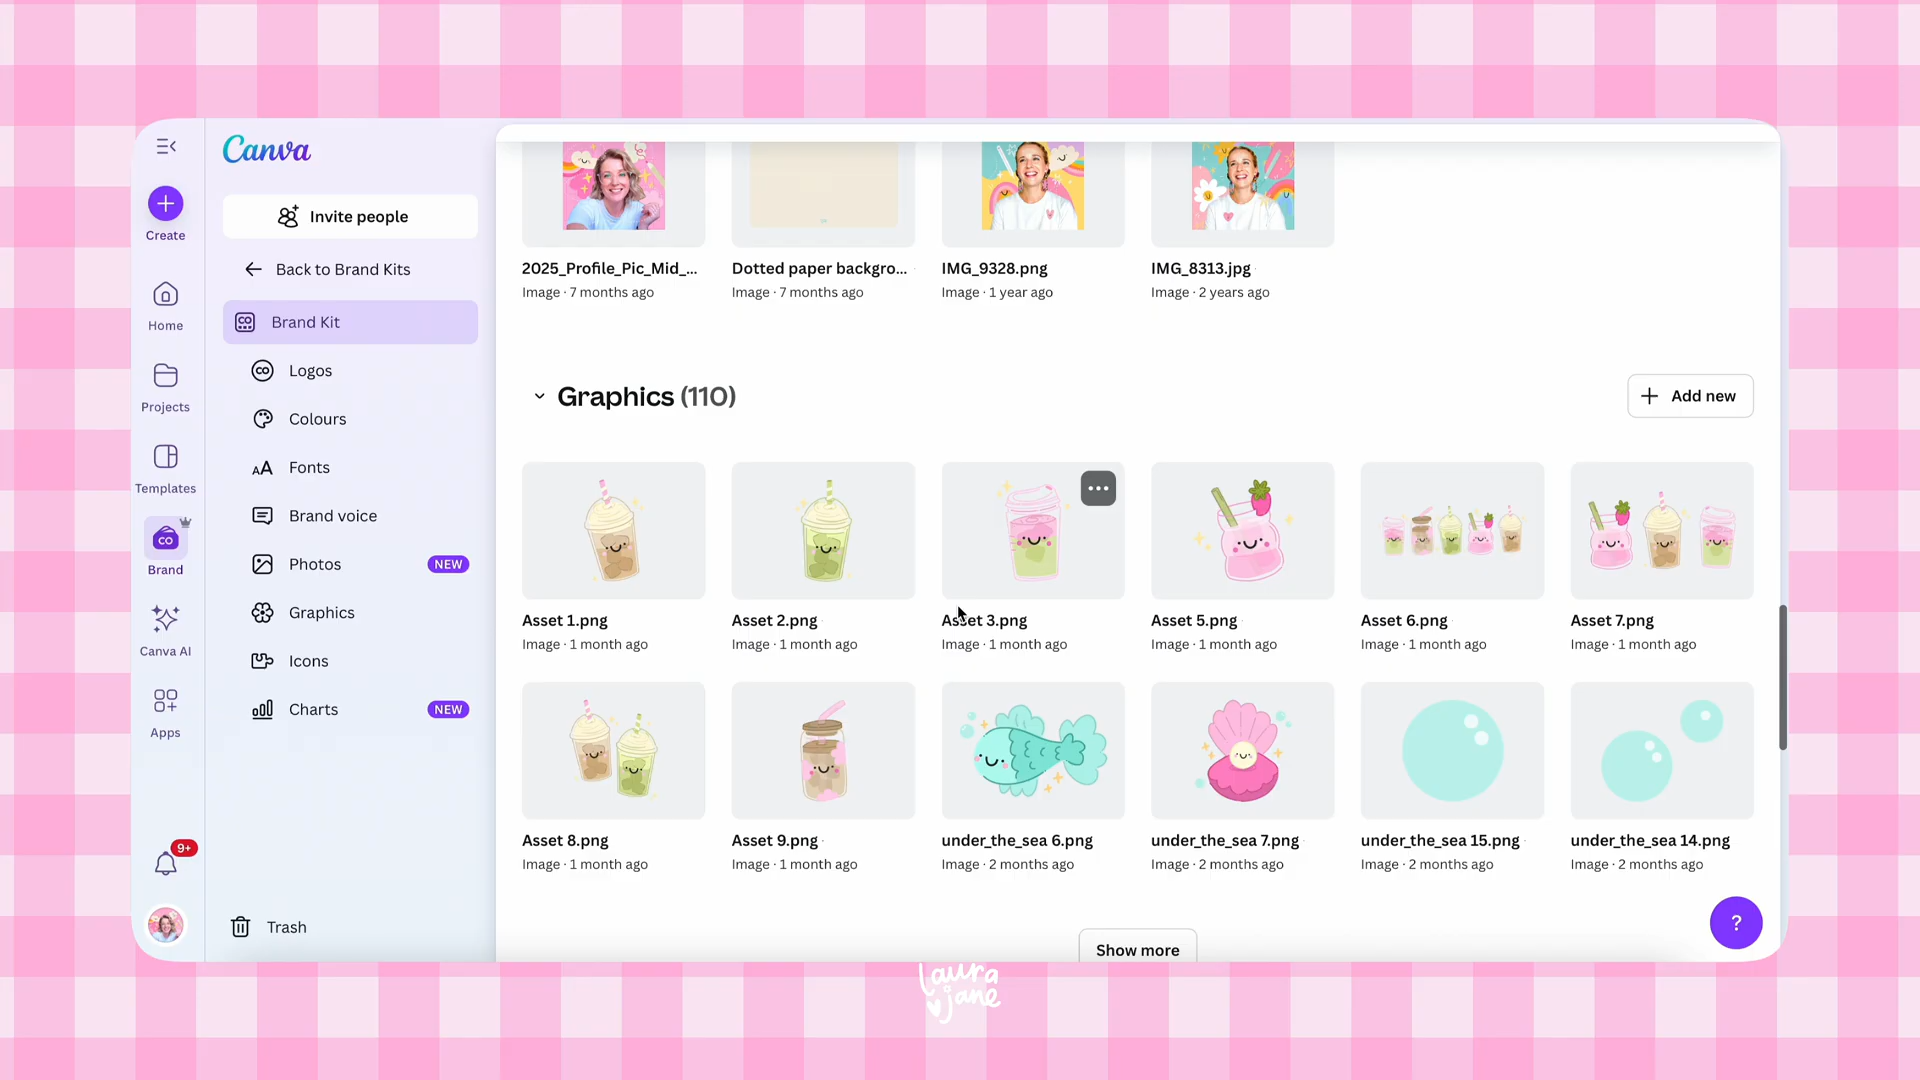 Canva
Invite people
Create
Back to Brand Kits
Home
Brand Kit
Logos
Projects
Colours
Fonts
Templates
Brand voice
CO
Brand
Photos NEW
Graphics
Canva AI
Icons
Charts NEW
Apps
9+
Trash
2025_Profile_Pic_Mid_...
Image · 7 months ago
Dotted paper backgro...
Image · 7 months ago
IMG_9328.png
Image · 1 year ago
IMG_8313.jpg
Image · 2 years ago
Graphics (110)
Add new
Asset 1.png
Image · 1 month ago
Asset 2.png
Image · 1 month ago
Asset 3.png
Image · 1 month ago
Asset 5.png
Image · 1 month ago
Asset 6.png
Image · 1 month ago
Asset 7.png
Image · 1 month ago
Asset 8.png
Image · 1 month ago
Asset 9.png
Image · 1 month ago
under_the_sea 6.png
Image · 2 months ago
under_the_sea 7.png
Image · 2 months ago
under_the_sea 15.png
Image · 2 months ago
under_the_sea 14.png
Image · 2 months ago
Show more
?
laura
jane